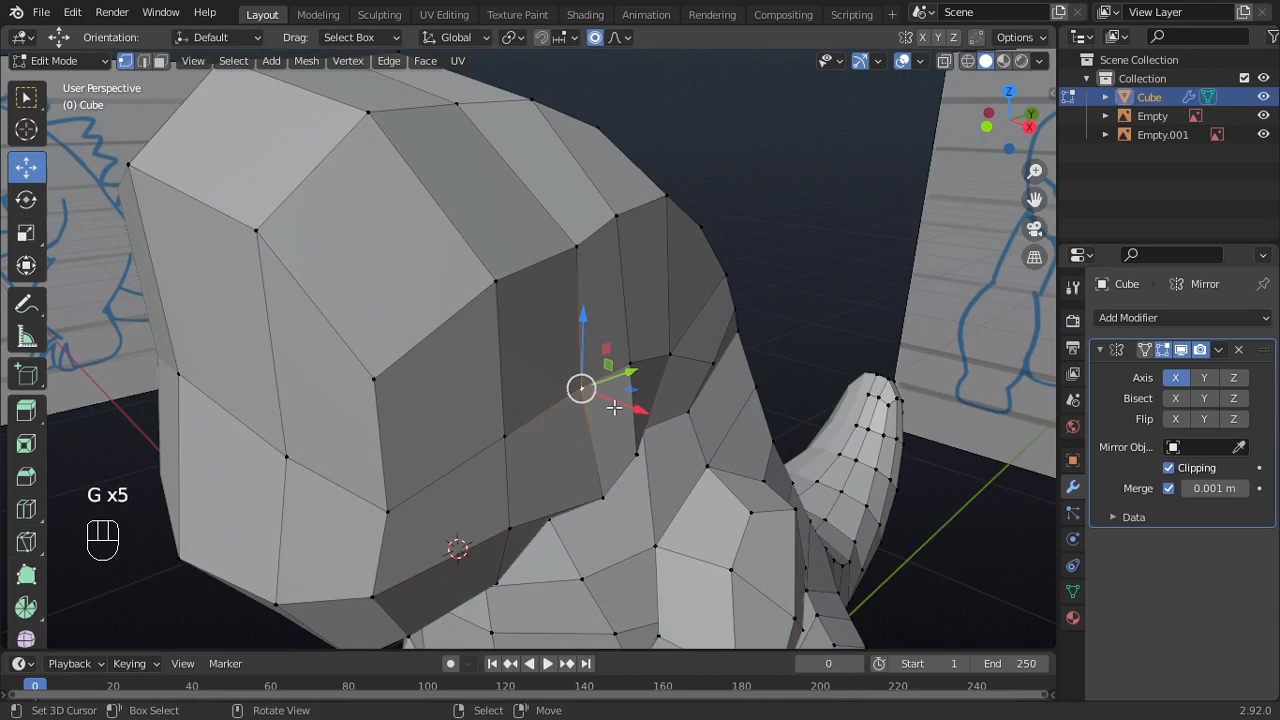 File Edit Render Window Help
Layout Modeling Sculpting UV Editing Texture Paint Shading Animation Rendering Compositing Scripting
Scene
View Layer
Orientation: Default Drag: Select Box Global
X Y Z Options
Edit Mode View Select Add Mesh Vertex Edge Face UV
User Perspective
(0) Cube
Scene Collection
Collection
Cube
Empty
Empty.001
Z
Y
X
Cube Mirror
Add Modifier
Axis X Y Z
Bisect X Y Z
Flip X Y Z
Mirror Obj..
Clipping
Merge 0.001 m
Data
G x5
Playback Keying View Marker
0 Start 1 End 250
0 20 40 60 80 100 120 140 160 180 200 220 240
Set 3D Cursor Box Select Rotate View Select Move 2.92.0